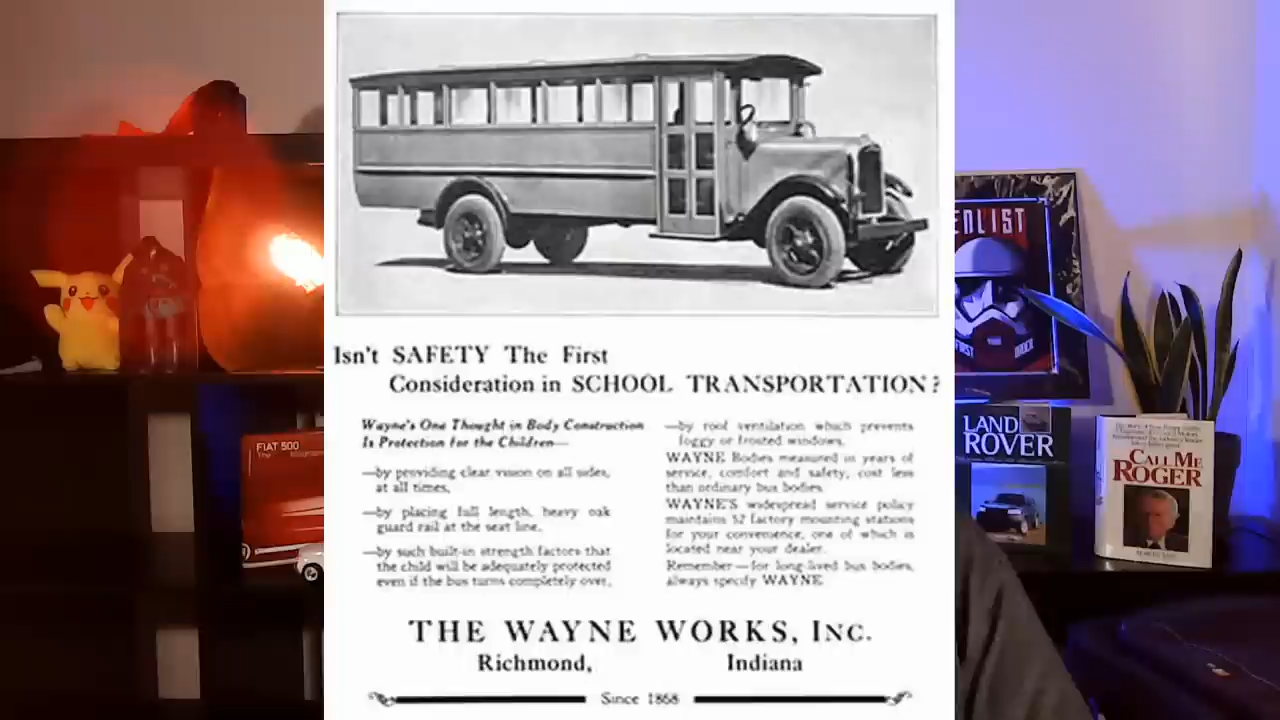 Isn't SAFETY The First
Consideration in SCHOOL TRANSPORTATION?
Wayne's One Thought in Body Construction
Is Protection for the Children—
—by providing clear vision on all sides,
at all times,
—by placing full length, heavy oak
guard rail at the seat line.
—by such built-in strength factors that
the child will be adequately protected
even if the bus turns completely over,
—by roof ventilation which prevents
foggy or frosted windows.
WAYNE Bodies measured in years of
service, comfort and safety, cost less
than ordinary bus bodies.
WAYNE'S widespread service policy
maintains 52 factory mounting stations
for your convenience, one of which is
located near your dealer.
Remember—for long-lived bus bodies,
always specify WAYNE
THE WAYNE WORKS, INC.
Richmond, Indiana
Since 1868
FIAT 500
ENLIST
FIRST
ORDER
LAND
ROVER
CALL ME
ROGER